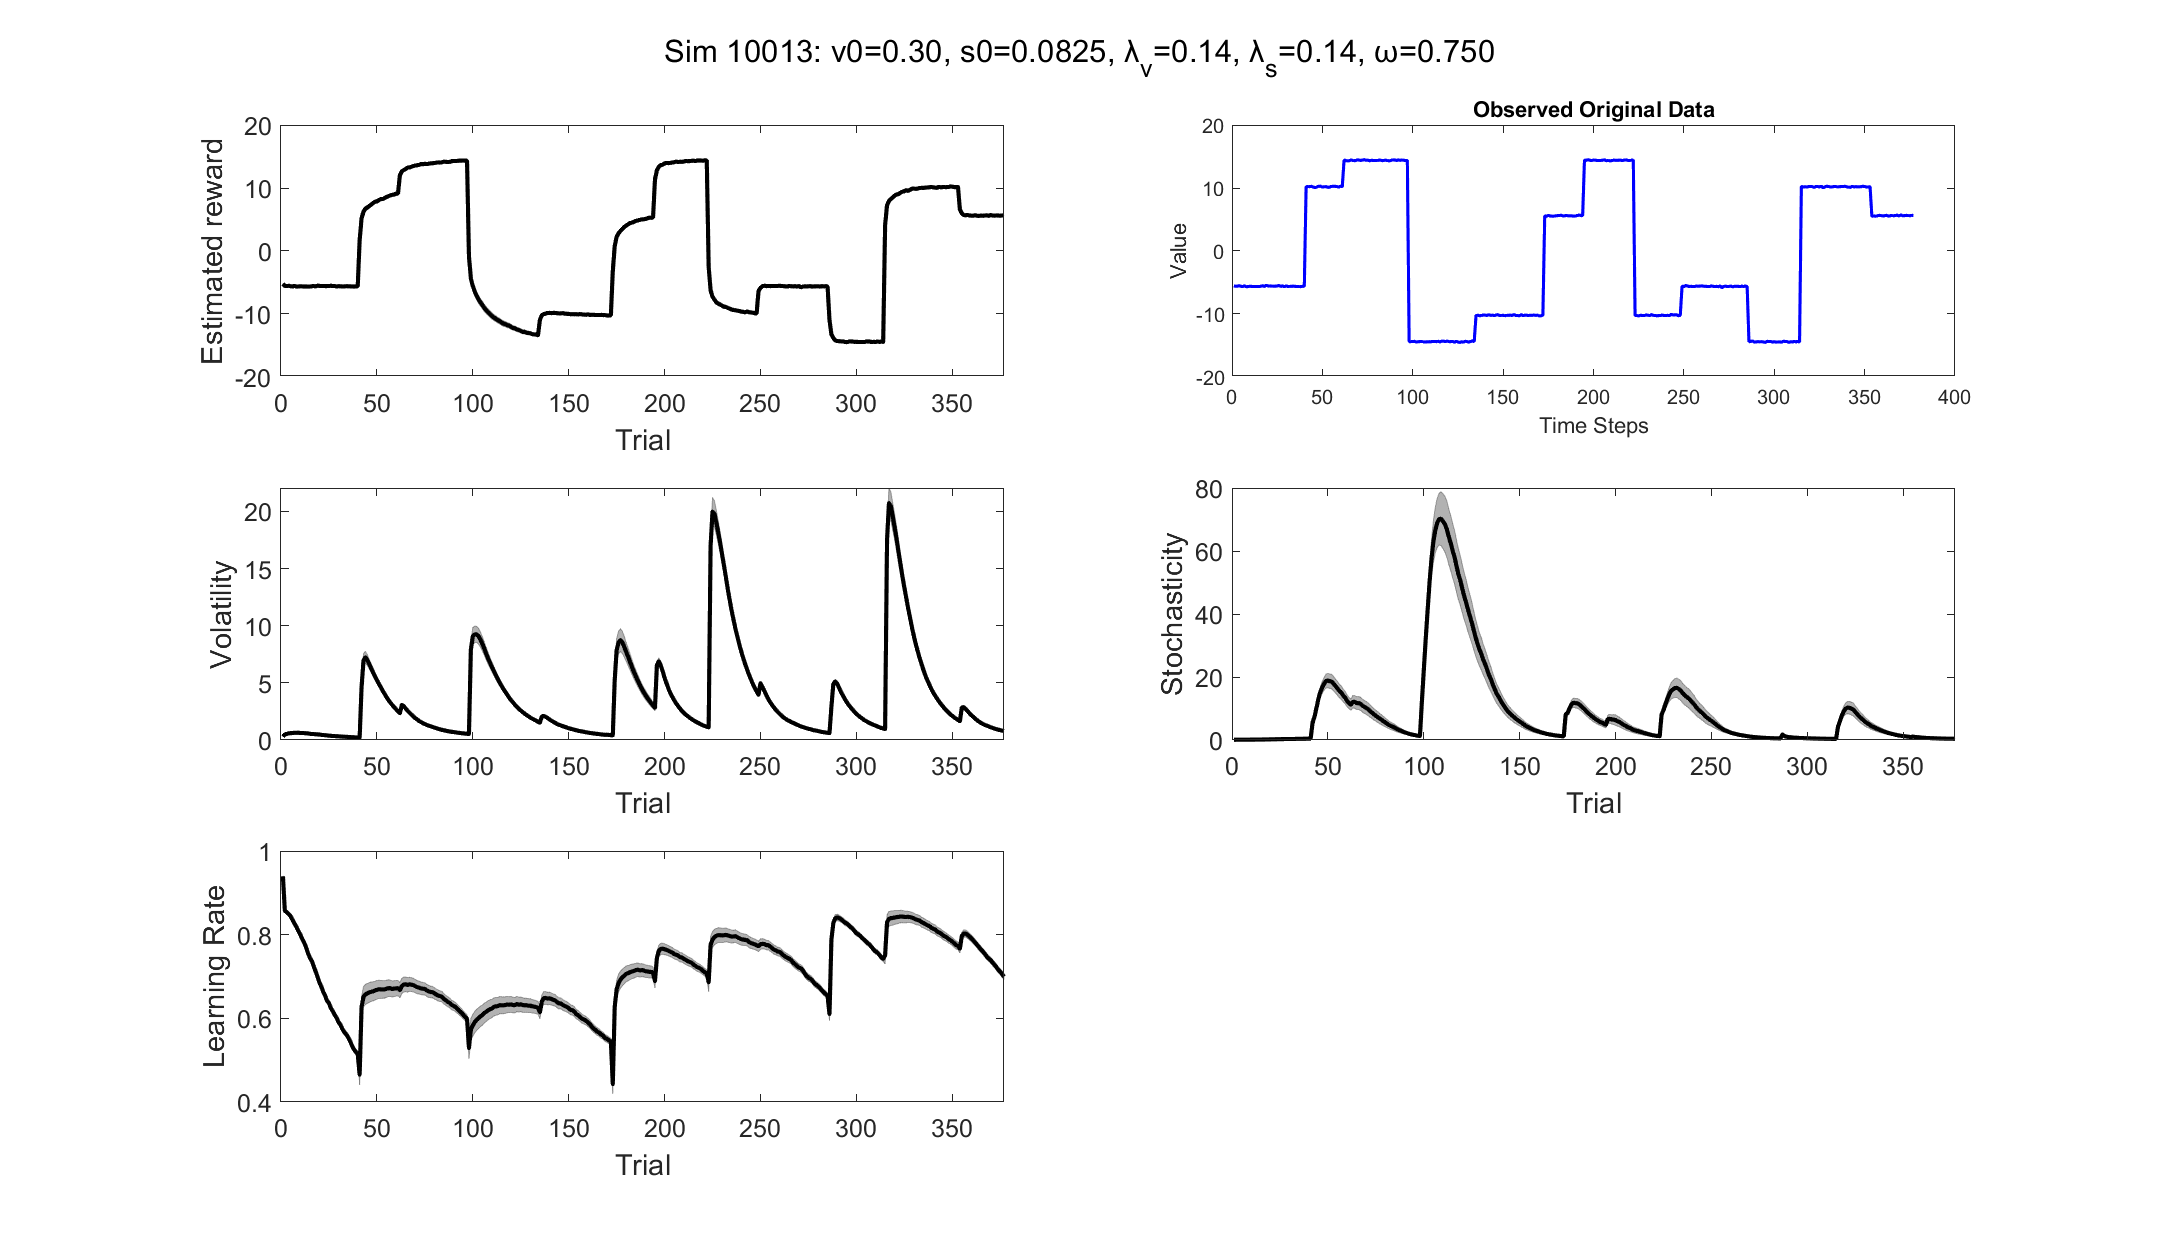 Sim 10013: v0=0.30, s0=0.0825, λ_v=0.14, λ_s=0.14, ω=0.750
Estimated reward
20
10
0
-10
-20
0 50 100 150 200 250 300 350
Trial
Observed Original Data
Value
20
10
0
-10
-20
0 50 100 150 200 250 300 350 400
Time Steps
Volatility
20
15
10
5
0
0 50 100 150 200 250 300 350
Trial
Stochasticity
80
60
40
20
0
0 50 100 150 200 250 300 350
Trial
Learning Rate
1
0.8
0.6
0.4
0 50 100 150 200 250 300 350
Trial